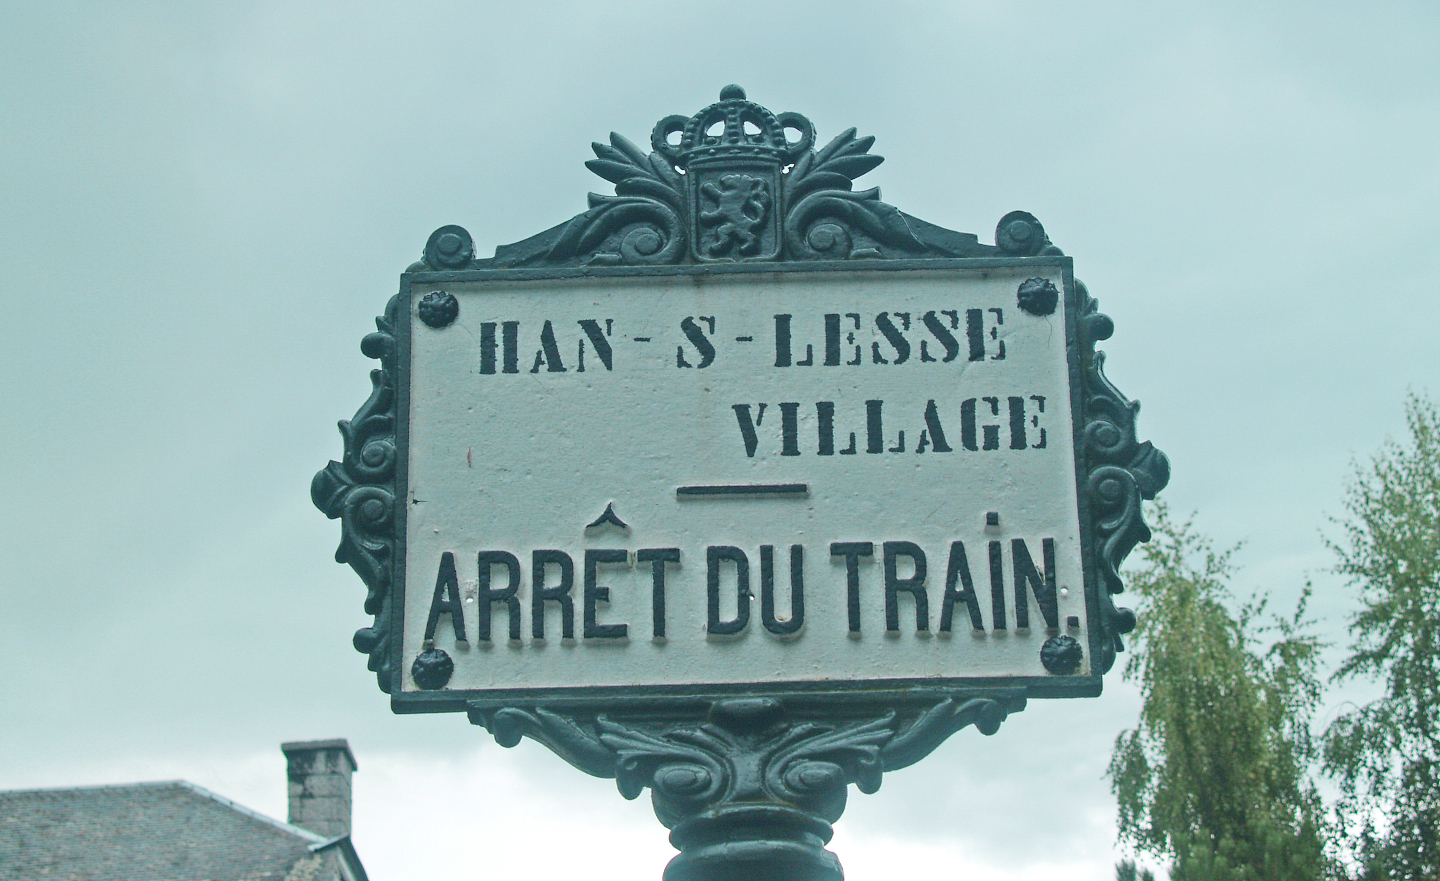 HAN - S - LESSE
VILLAGE
ARRÊT DU TRAiN.